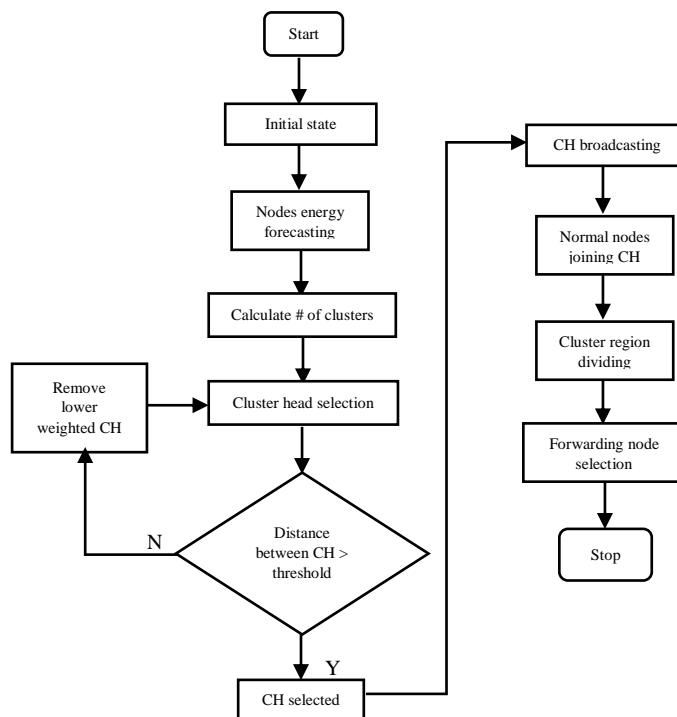 Start
Initial state
Nodes energy
forecasting
Calculate # of clusters
Cluster head selection
Remove
lower
weighted CH
Distance
between CH >
threshold
N
Y
CH selected
CH broadcasting
Normal nodes
joining CH
Cluster region
dividing
Forwarding node
selection
Stop